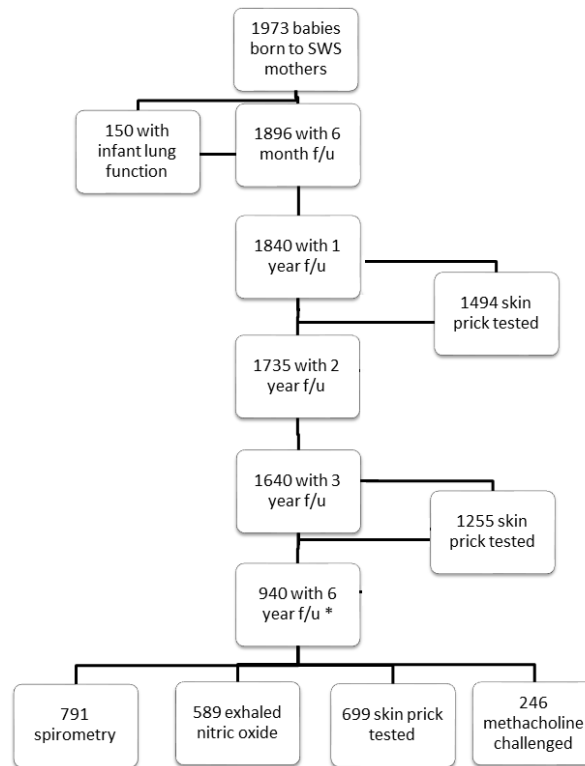 1973 babies
born to SWS
mothers
150 with
infant lung
function
1896 with 6
month f/u
1840 with 1
year f/u
1494 skin
prick tested
1735 with 2
year f/u
1640 with 3
year f/u
1255 skin
prick tested
940 with 6
year f/u *
791
spirometry
589 exhaled
nitric oxide
699 skin prick
tested
246
methacholine
challenged